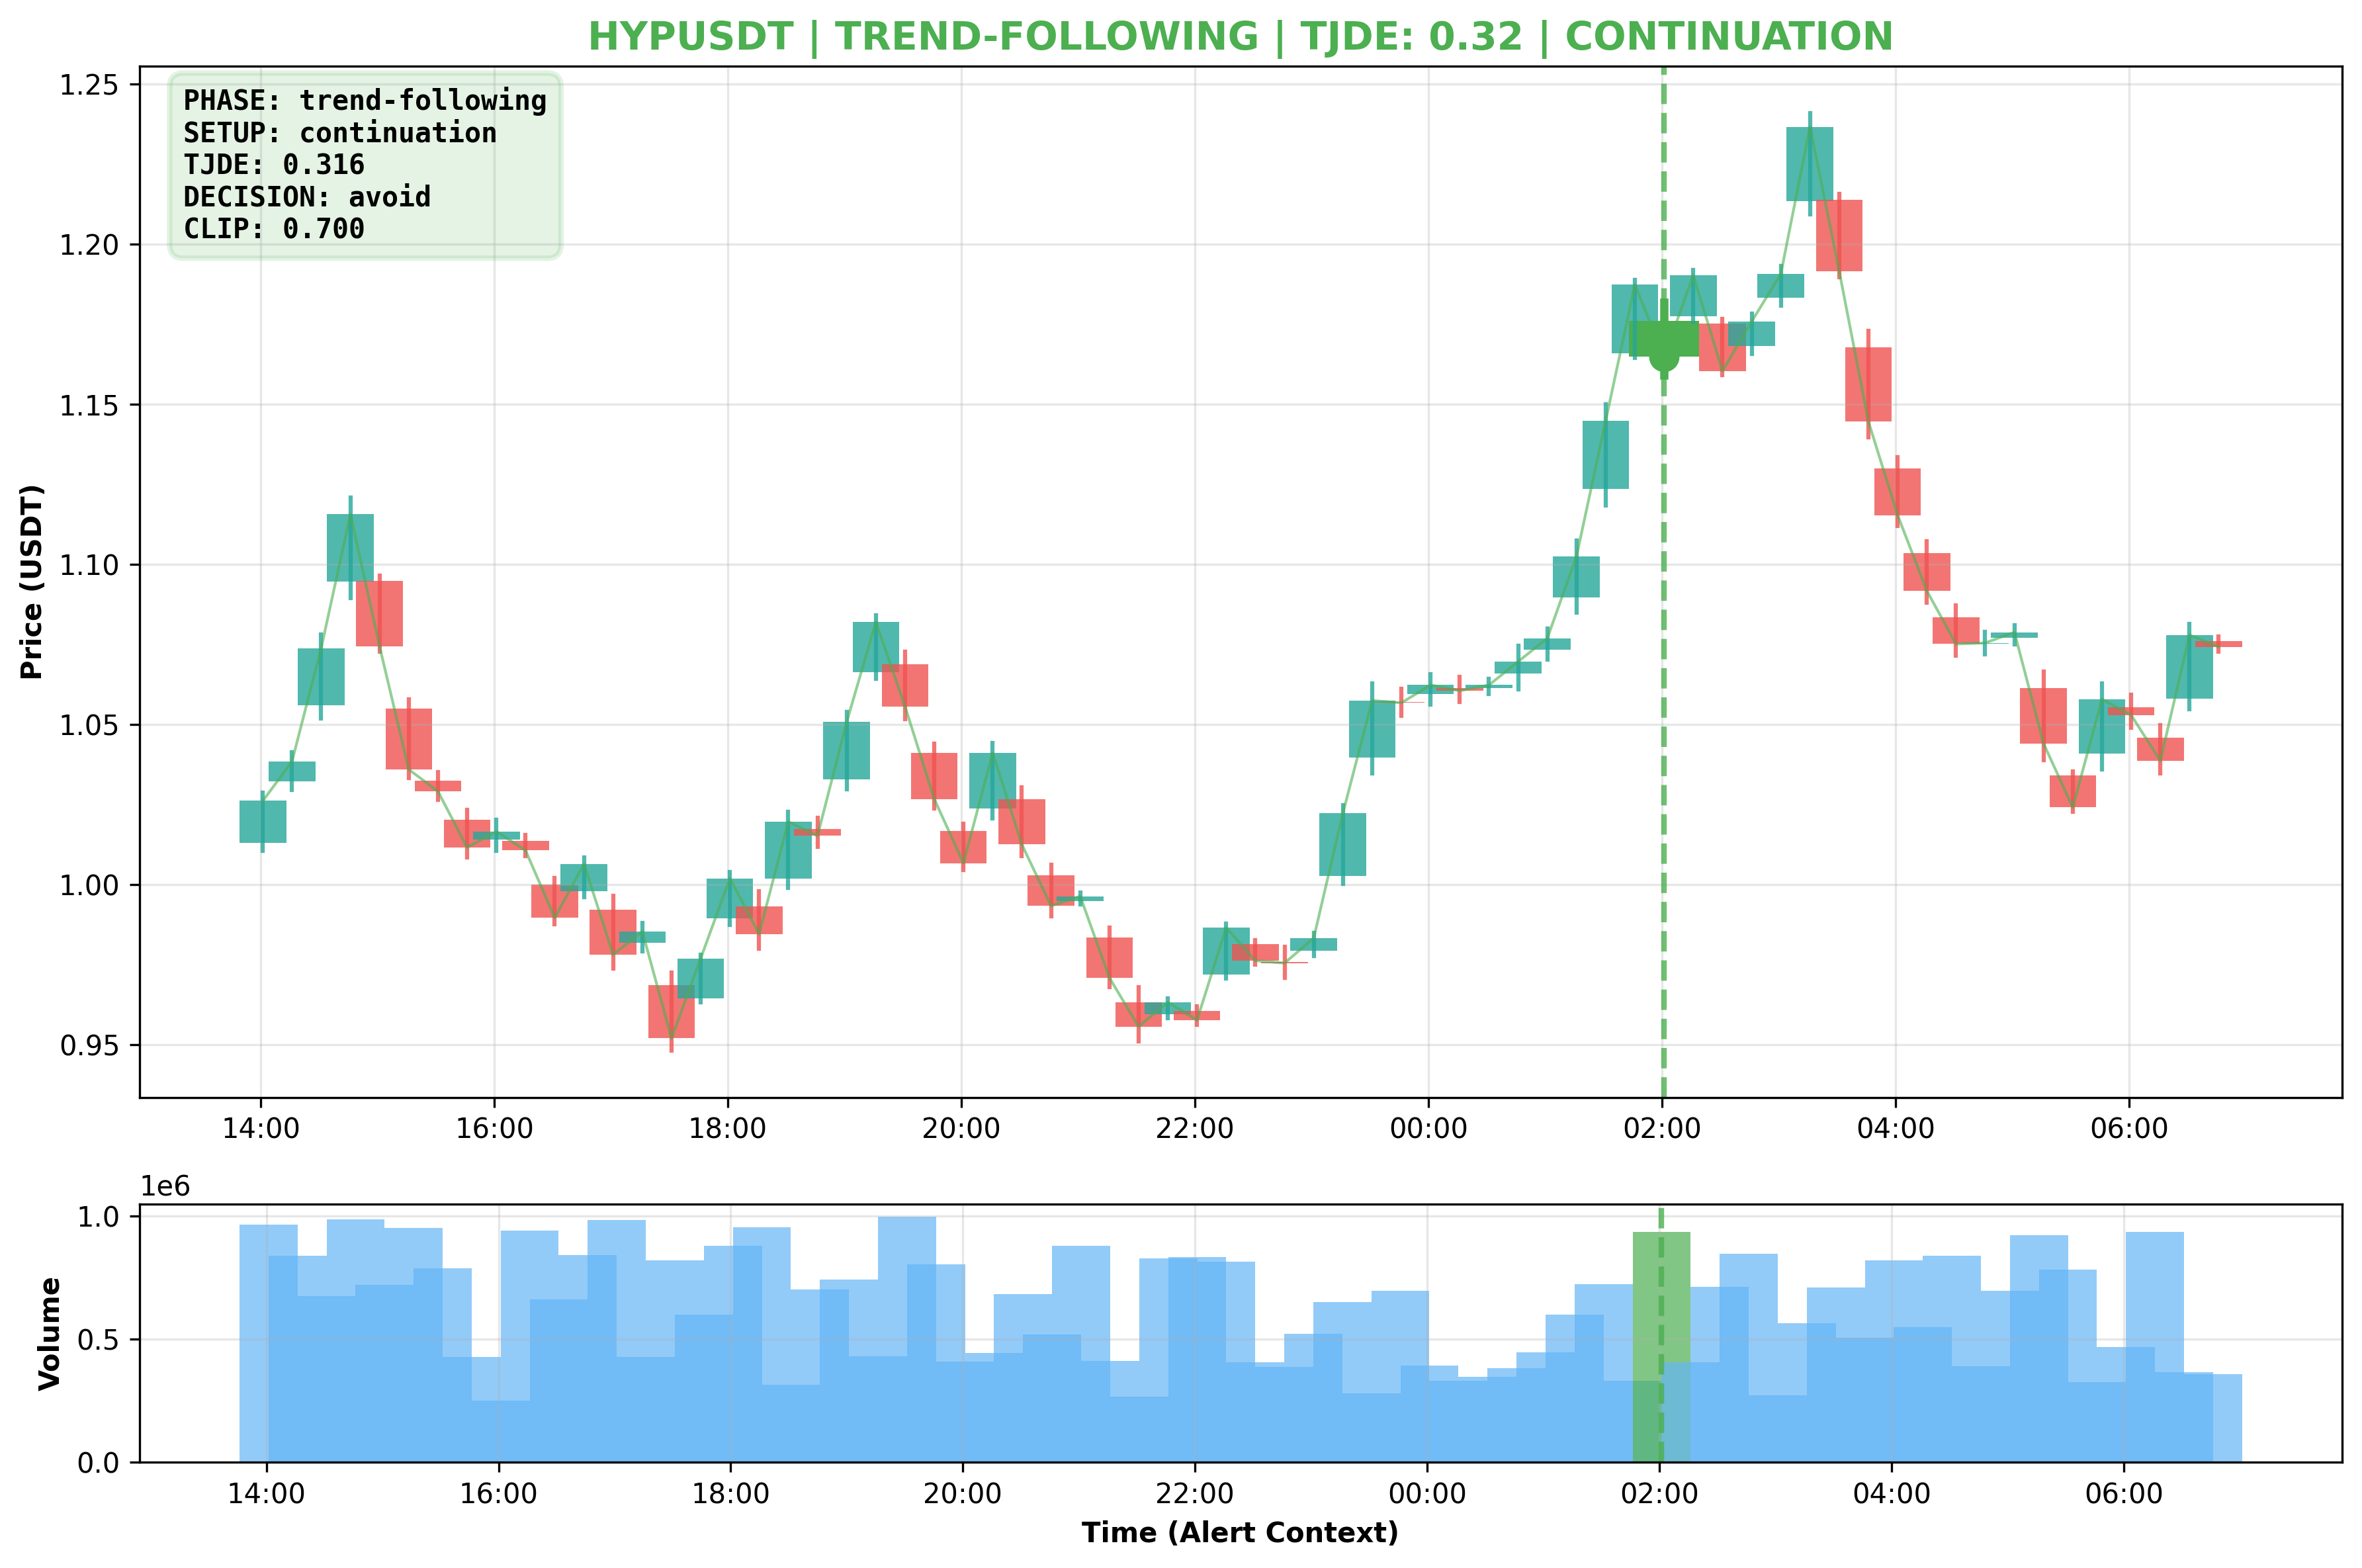 HYPUSDT | TREND-FOLLOWING | TJDE: 0.32 | CONTINUATION
PHASE: trend-following
SETUP: continuation
TJDE: 0.316
DECISION: avoid
CLIP: 0.700
Price (USDT)
1.25
1.20
1.15
1.10
1.05
1.00
0.95
14:00 16:00 18:00 20:00 22:00 00:00 02:00 04:00 06:00
1e6
Volume
1.0
0.5
0.0
14:00 16:00 18:00 20:00 22:00 00:00 02:00 04:00 06:00
Time (Alert Context)